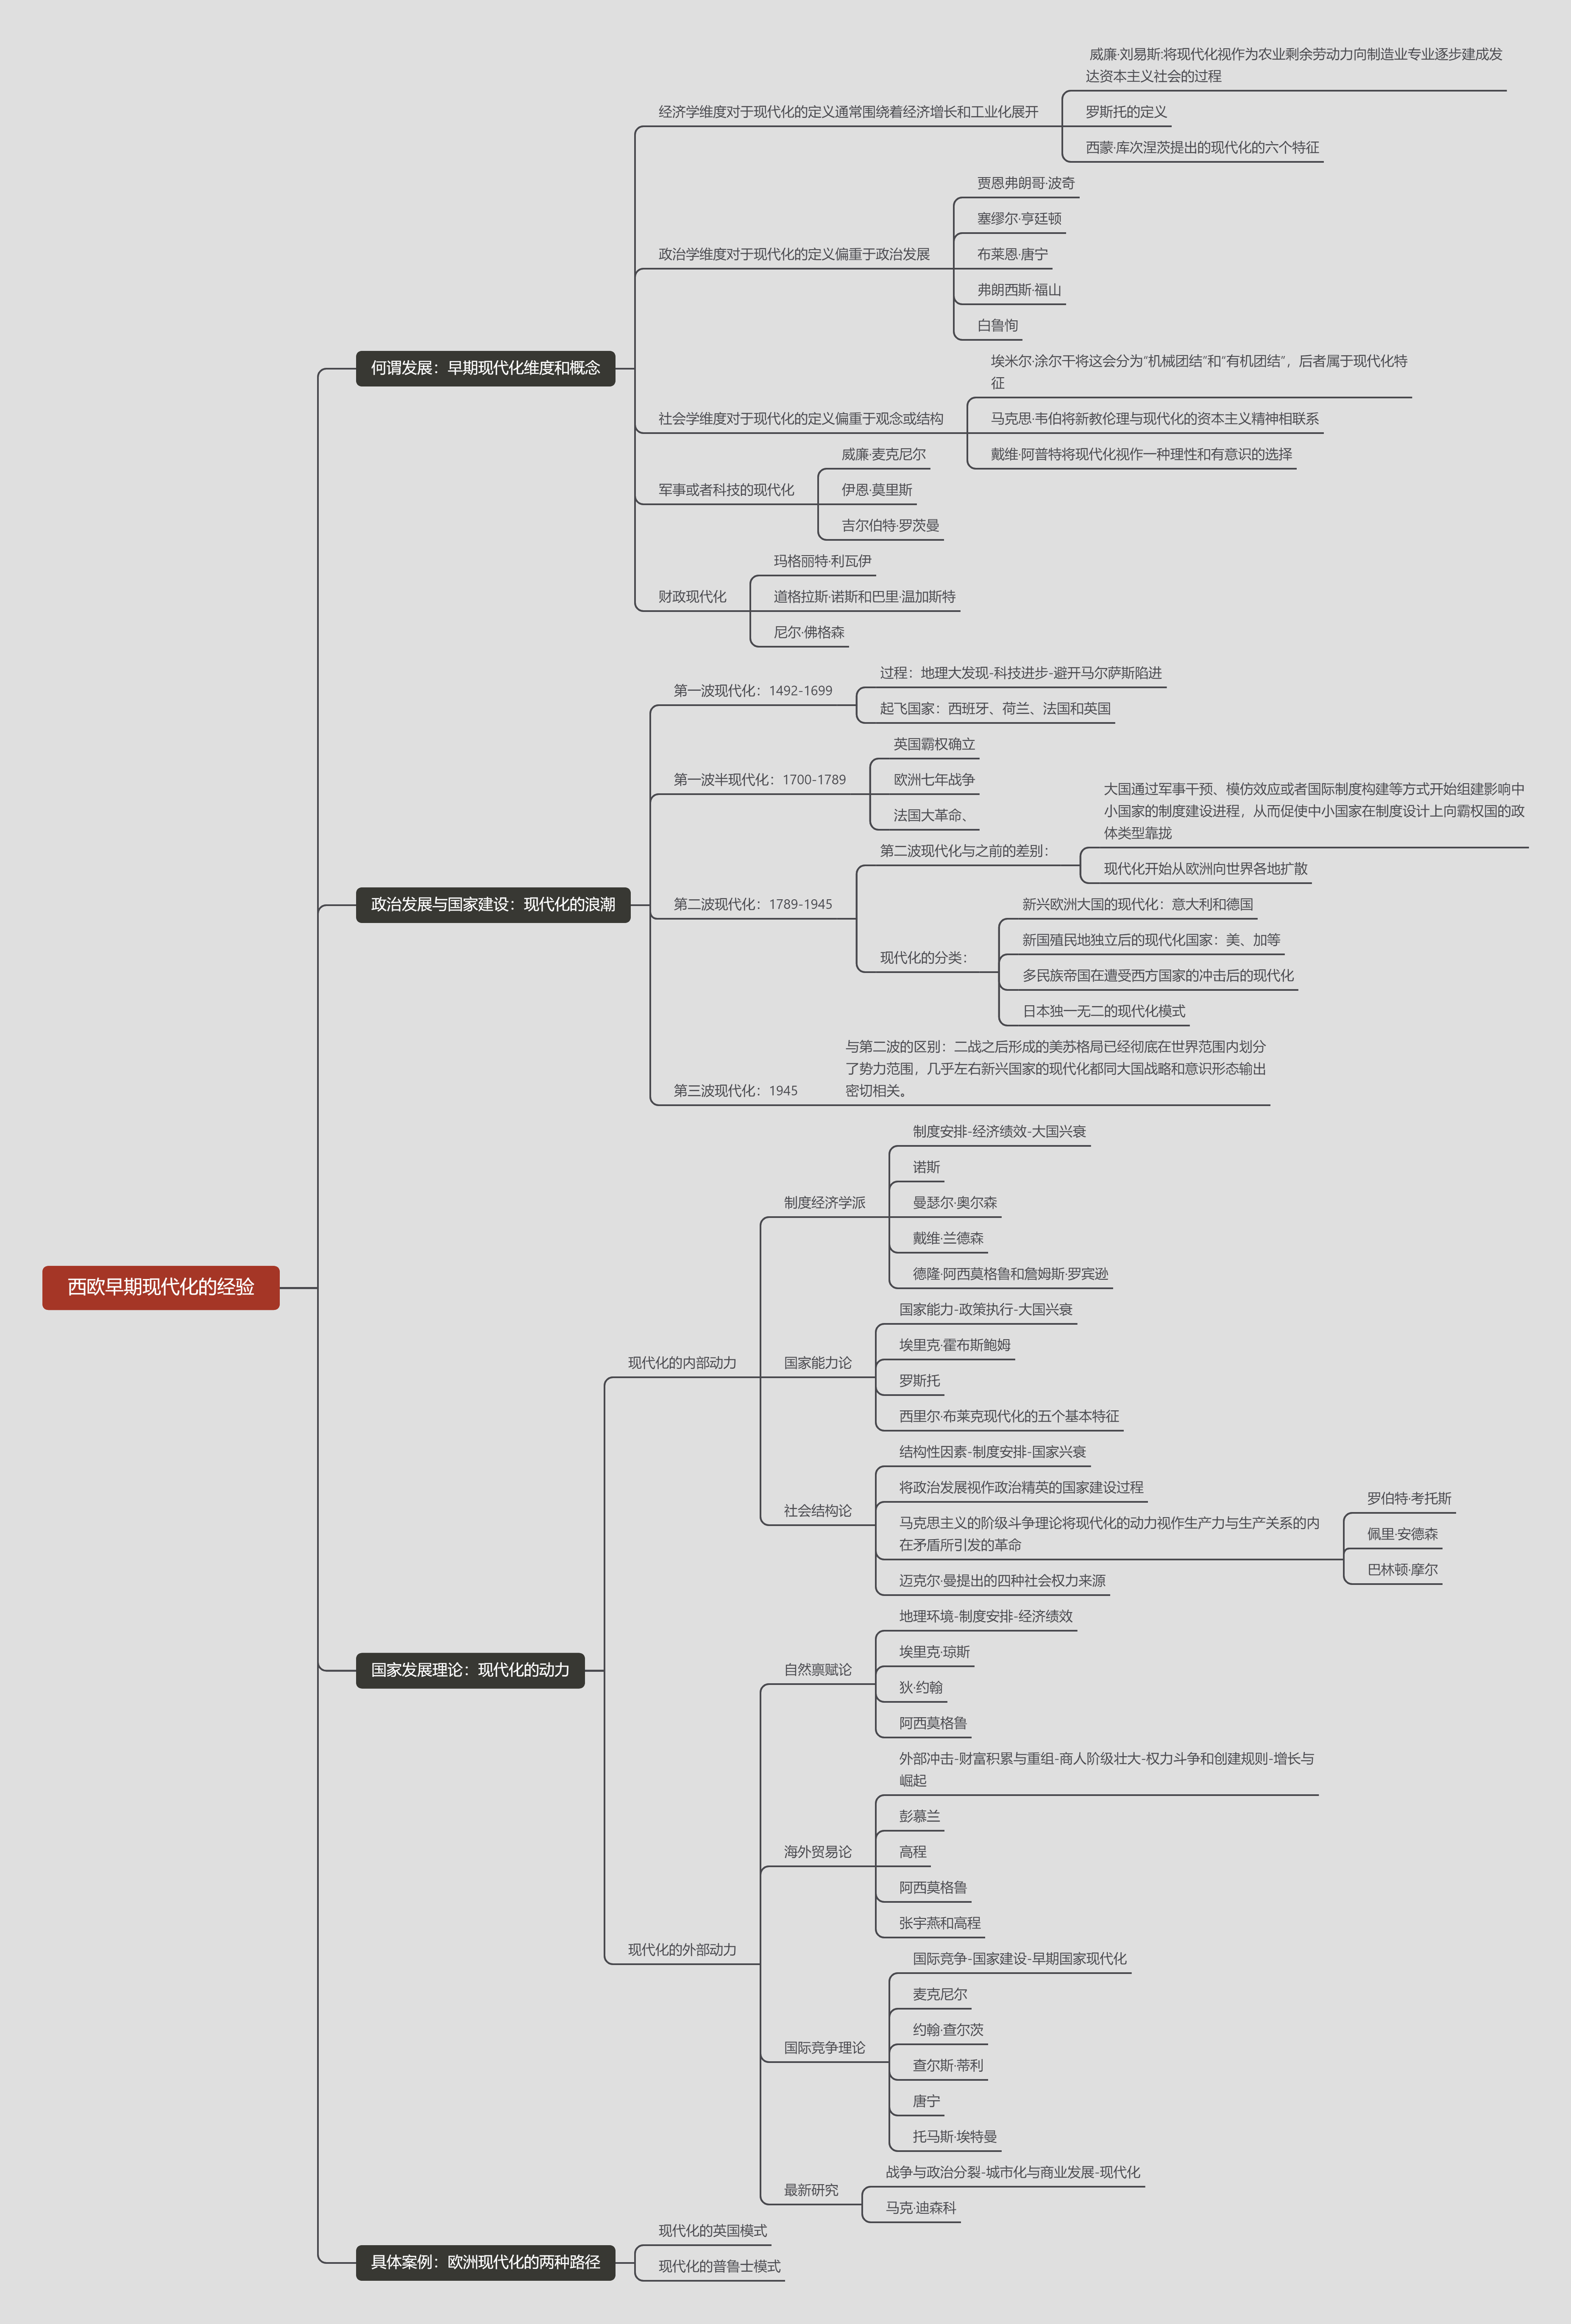 西欧早期现代化的经验
何谓发展：早期现代化维度和概念
经济学维度对于现代化的定义通常围绕着经济增长和工业化展开
威廉·刘易斯:将现代化视作为农业剩余劳动力向制造业专业逐步建成发
达资本主义社会的过程
罗斯托的定义
西蒙·库次涅茨提出的现代化的六个特征
政治学维度对于现代化的定义偏重于政治发展
贾恩弗朗哥·波奇
塞缪尔·亨廷顿
布莱恩·唐宁
弗朗西斯·福山
白鲁恂
社会学维度对于现代化的定义偏重于观念或结构
埃米尔·涂尔干将这会分为“机械团结”和“有机团结”，后者属于现代化特
征
马克思·韦伯将新教伦理与现代化的资本主义精神相联系
戴维·阿普特将现代化视作一种理性和有意识的选择
军事或者科技的现代化
威廉·麦克尼尔
伊恩·莫里斯
吉尔伯特·罗茨曼
财政现代化
玛格丽特·利瓦伊
道格拉斯·诺斯和巴里·温加斯特
尼尔·佛格森
政治发展与国家建设：现代化的浪潮
第一波现代化：1492-1699
过程：地理大发现-科技进步-避开马尔萨斯陷进
起飞国家：西班牙、荷兰、法国和英国
第一波半现代化：1700-1789
英国霸权确立
欧洲七年战争
法国大革命、
第二波现代化：1789-1945
第二波现代化与之前的差别：
大国通过军事干预、模仿效应或者国际制度构建等方式开始组建影响中
小国家的制度建设进程，从而促使中小国家在制度设计上向霸权国的政
体类型靠拢
现代化开始从欧洲向世界各地扩散
现代化的分类：
新兴欧洲大国的现代化：意大利和德国
新国殖民地独立后的现代化国家：美、加等
多民族帝国在遭受西方国家的冲击后的现代化
日本独一无二的现代化模式
第三波现代化：1945
与第二波的区别：二战之后形成的美苏格局已经彻底在世界范围内划分
了势力范围，几乎左右新兴国家的现代化都同大国战略和意识形态输出
密切相关。
国家发展理论：现代化的动力
现代化的内部动力
制度经济学派
制度安排-经济绩效-大国兴衰
诺斯
曼瑟尔·奥尔森
戴维·兰德森
德隆·阿西莫格鲁和詹姆斯·罗宾逊
国家能力论
国家能力-政策执行-大国兴衰
埃里克·霍布斯鲍姆
罗斯托
西里尔·布莱克现代化的五个基本特征
社会结构论
结构性因素-制度安排-国家兴衰
将政治发展视作政治精英的国家建设过程
马克思主义的阶级斗争理论将现代化的动力视作生产力与生产关系的内
在矛盾所引发的革命
罗伯特·考托斯
佩里·安德森
巴林顿·摩尔
迈克尔·曼提出的四种社会权力来源
现代化的外部动力
自然禀赋论
地理环境-制度安排-经济绩效
埃里克·琼斯
狄·约翰
阿西莫格鲁
海外贸易论
外部冲击-财富积累与重组-商人阶级壮大-权力斗争和创建规则-增长与
崛起
彭慕兰
高程
阿西莫格鲁
张宇燕和高程
国际竞争理论
国际竞争-国家建设-早期国家现代化
麦克尼尔
约翰·查尔茨
查尔斯·蒂利
唐宁
托马斯·埃特曼
最新研究
战争与政治分裂-城市化与商业发展-现代化
马克·迪森科
具体案例：欧洲现代化的两种路径
现代化的英国模式
现代化的普鲁士模式